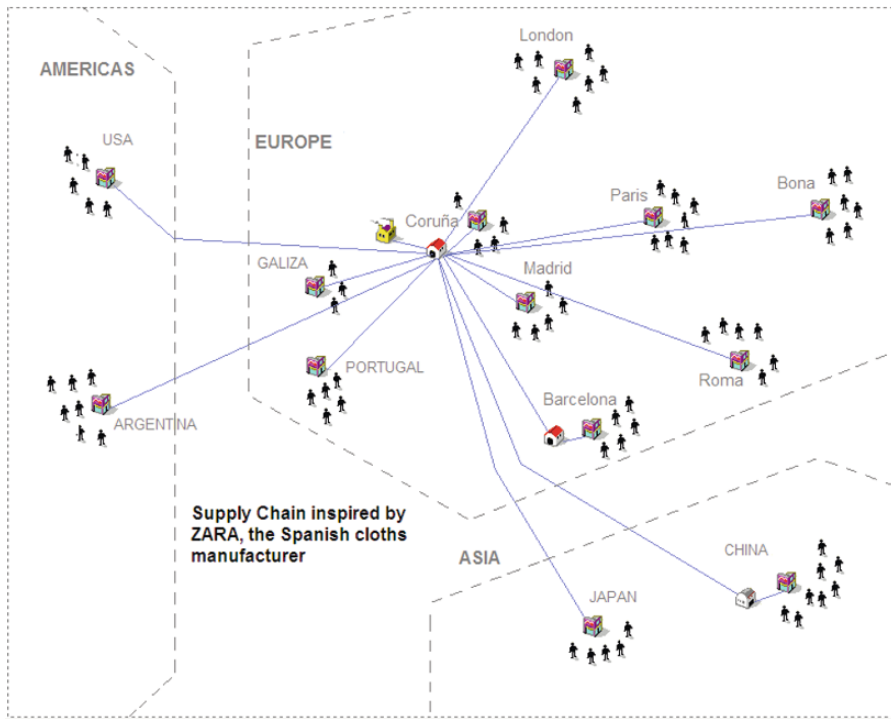 London
AMERICAS
USA
EUROPE
Paris
Bona
Coruña
GALIZA
Madrid
PORTUGAL
Roma
Barcelona
ARGENTINA
Supply Chain inspired by
ZARA, the Spanish cloths
manufacturer
ASIA
CHINA
JAPAN